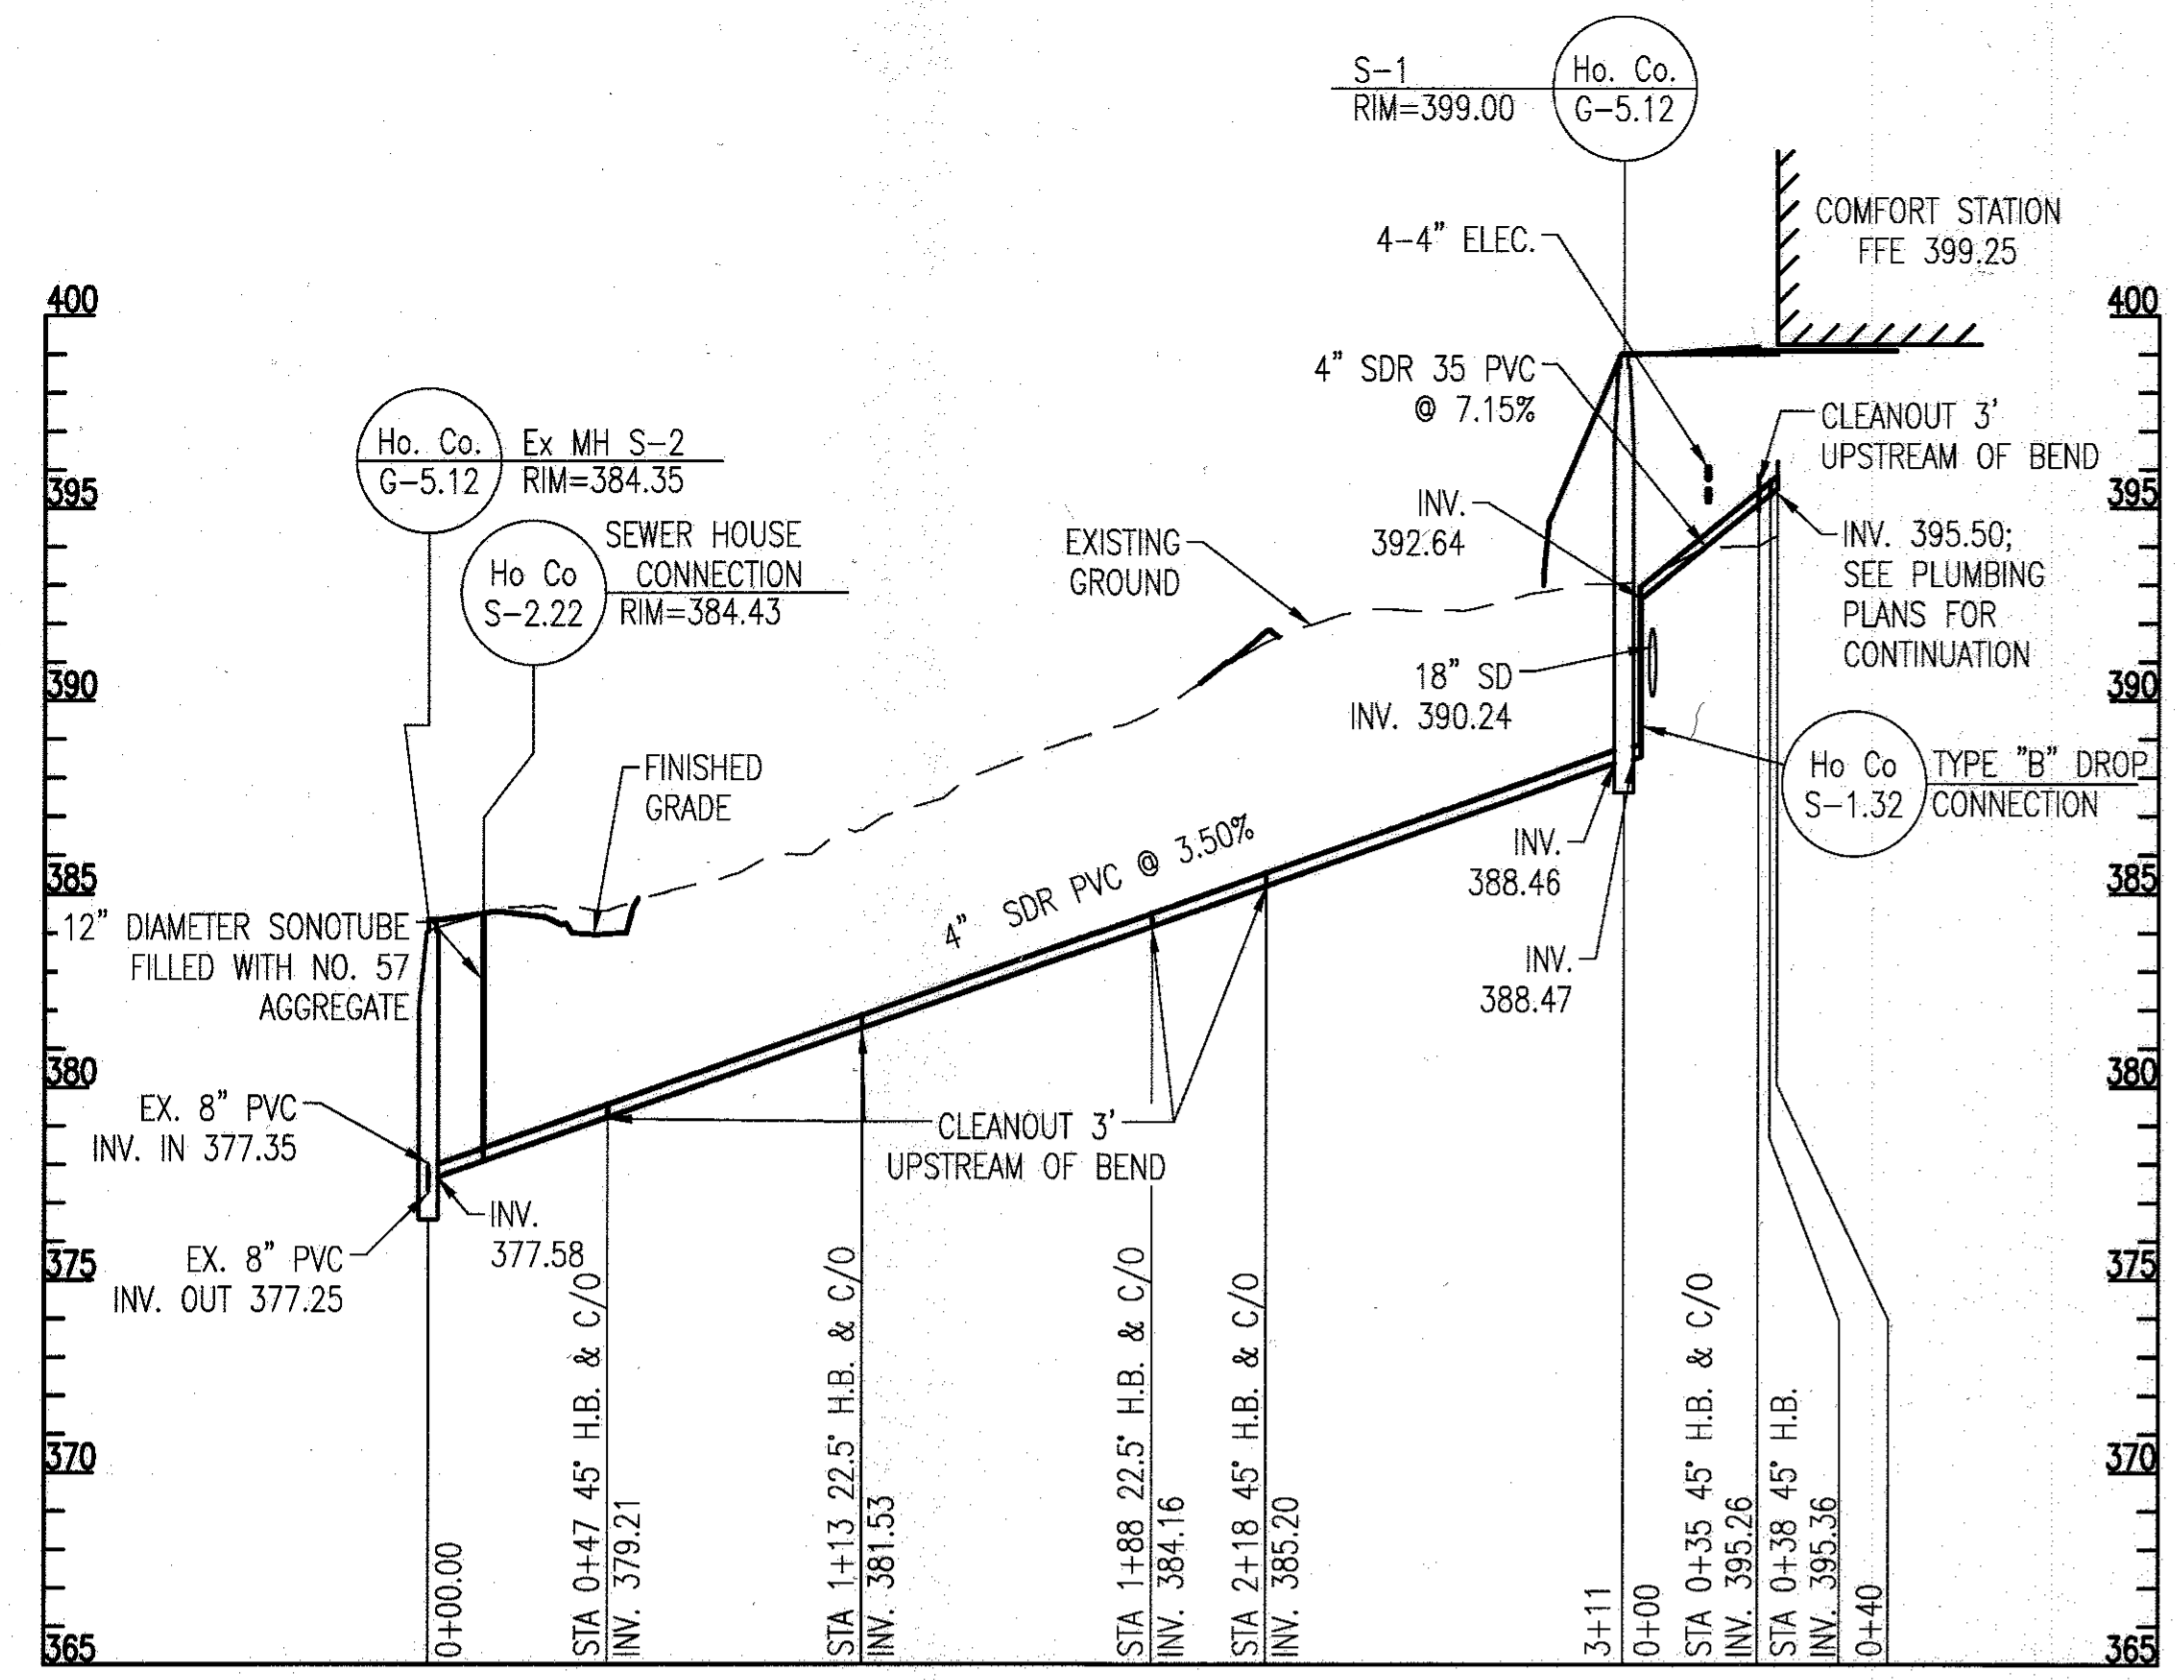 S-1
RIM=399.00
Ho. Co.
G-5.12
COMFORT STATION
FFE 399.25
4-4" ELEC.
400
400
4" SDR 35 PVC
@ 7.15%
CLEANOUT 3'
UPSTREAM OF BEND
Ho. Co.
G-5.12
Ex MH S-2
RIM=384.35
395
395
INV.
392.64
INV. 395.50;
SEE PLUMBING
PLANS FOR
CONTINUATION
Ho Co
S-2.22
SEWER HOUSE
CONNECTION
RIM=384.43
EXISTING
GROUND
18" SD
INV. 390.24
390
390
FINISHED
GRADE
Ho Co
S-1.32
TYPE "B" DROP
CONNECTION
4" SDR PVC @ 3.50%
INV.
388.46
385
385
12" DIAMETER SONOTUBE
FILLED WITH NO. 57
AGGREGATE
INV.
388.47
380
380
EX. 8" PVC
INV. IN 377.35
CLEANOUT 3'
UPSTREAM OF BEND
INV.
377.58
EX. 8" PVC
INV. OUT 377.25
375
375
370
370
365
365
0+00.00
STA 0+47 45° H.B. & C/O
INV. 379.21
STA 1+13 22.5° H.B. & C/O
INV. 381.53
STA 1+88 22.5° H.B. & C/O
INV. 384.16
STA 2+18 45° H.B. & C/O
INV. 385.20
3+11
0+00
STA 0+35 45° H.B. & C/O
INV. 395.26
STA 0+38 45° H.B.
INV. 395.36
0+40